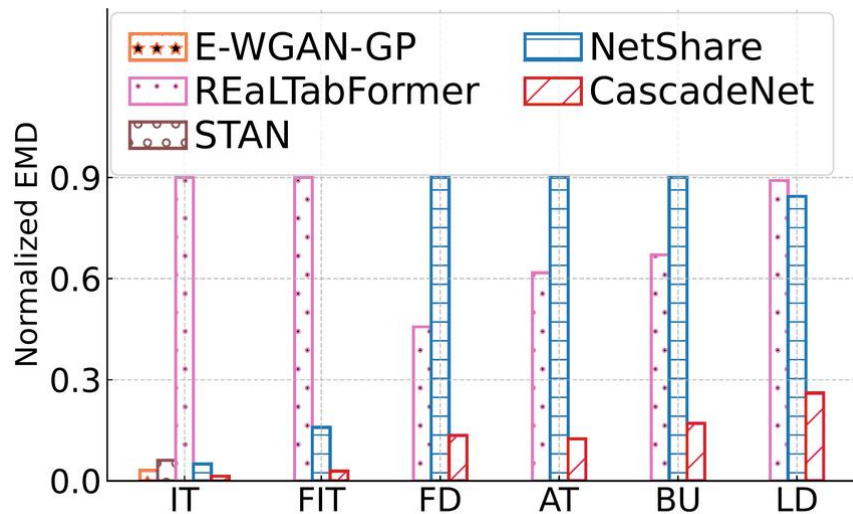 E-WGAN-GP
REaLTabFormer
STAN
NetShare
CascadeNet
Normalized EMD
0.9
0.6
0.3
0.0
IT FIT FD AT BU LD